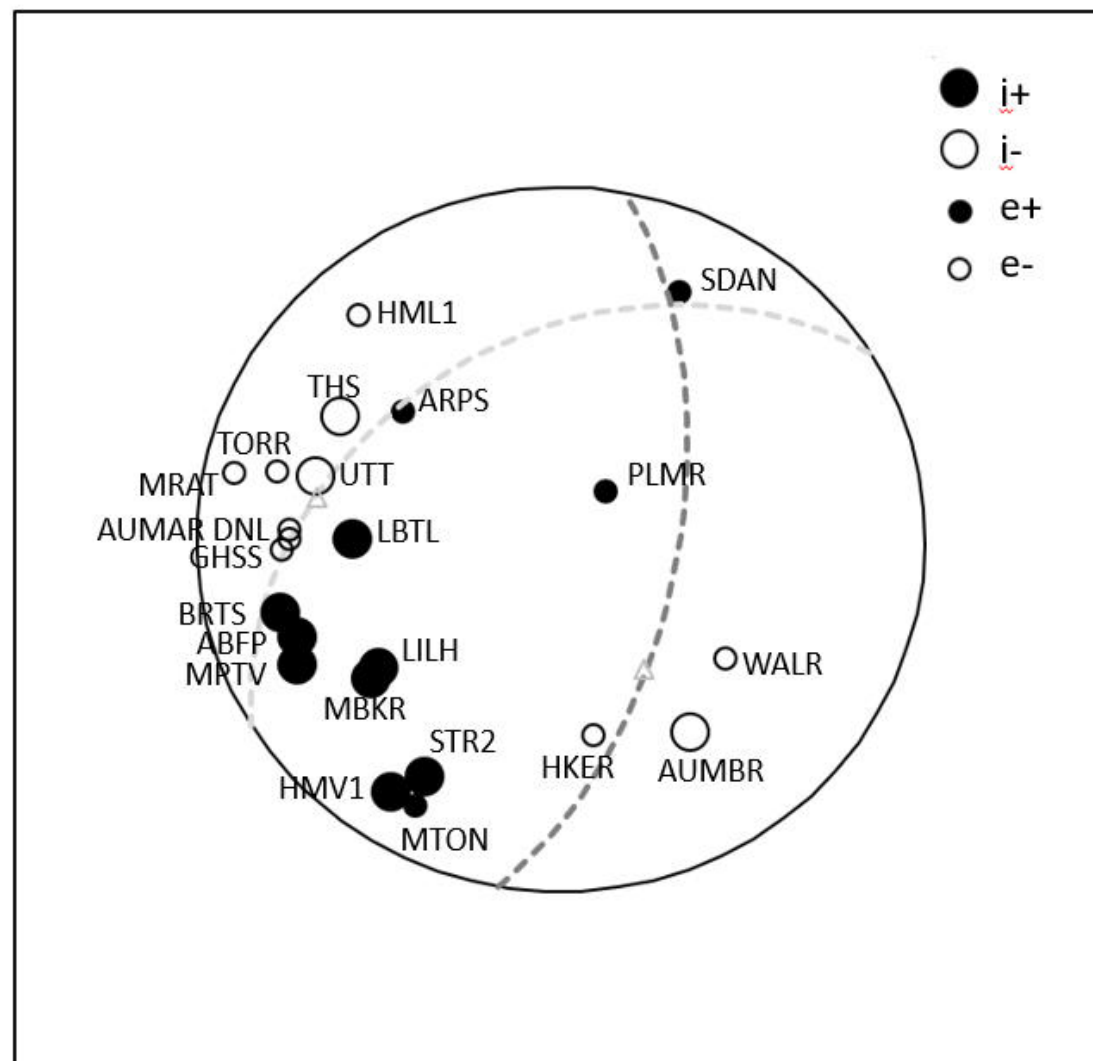 i+
i-
e+
e-
SDAN
HML1
THS
ARPS
TORR
UTT
PLMR
MRAT
AUMAR DNL
LBTL
GHSS
BRTS
ABFP
LILH
WALR
MPTV
MBKR
STR2
HKER
AUMBR
HMV1
MTON